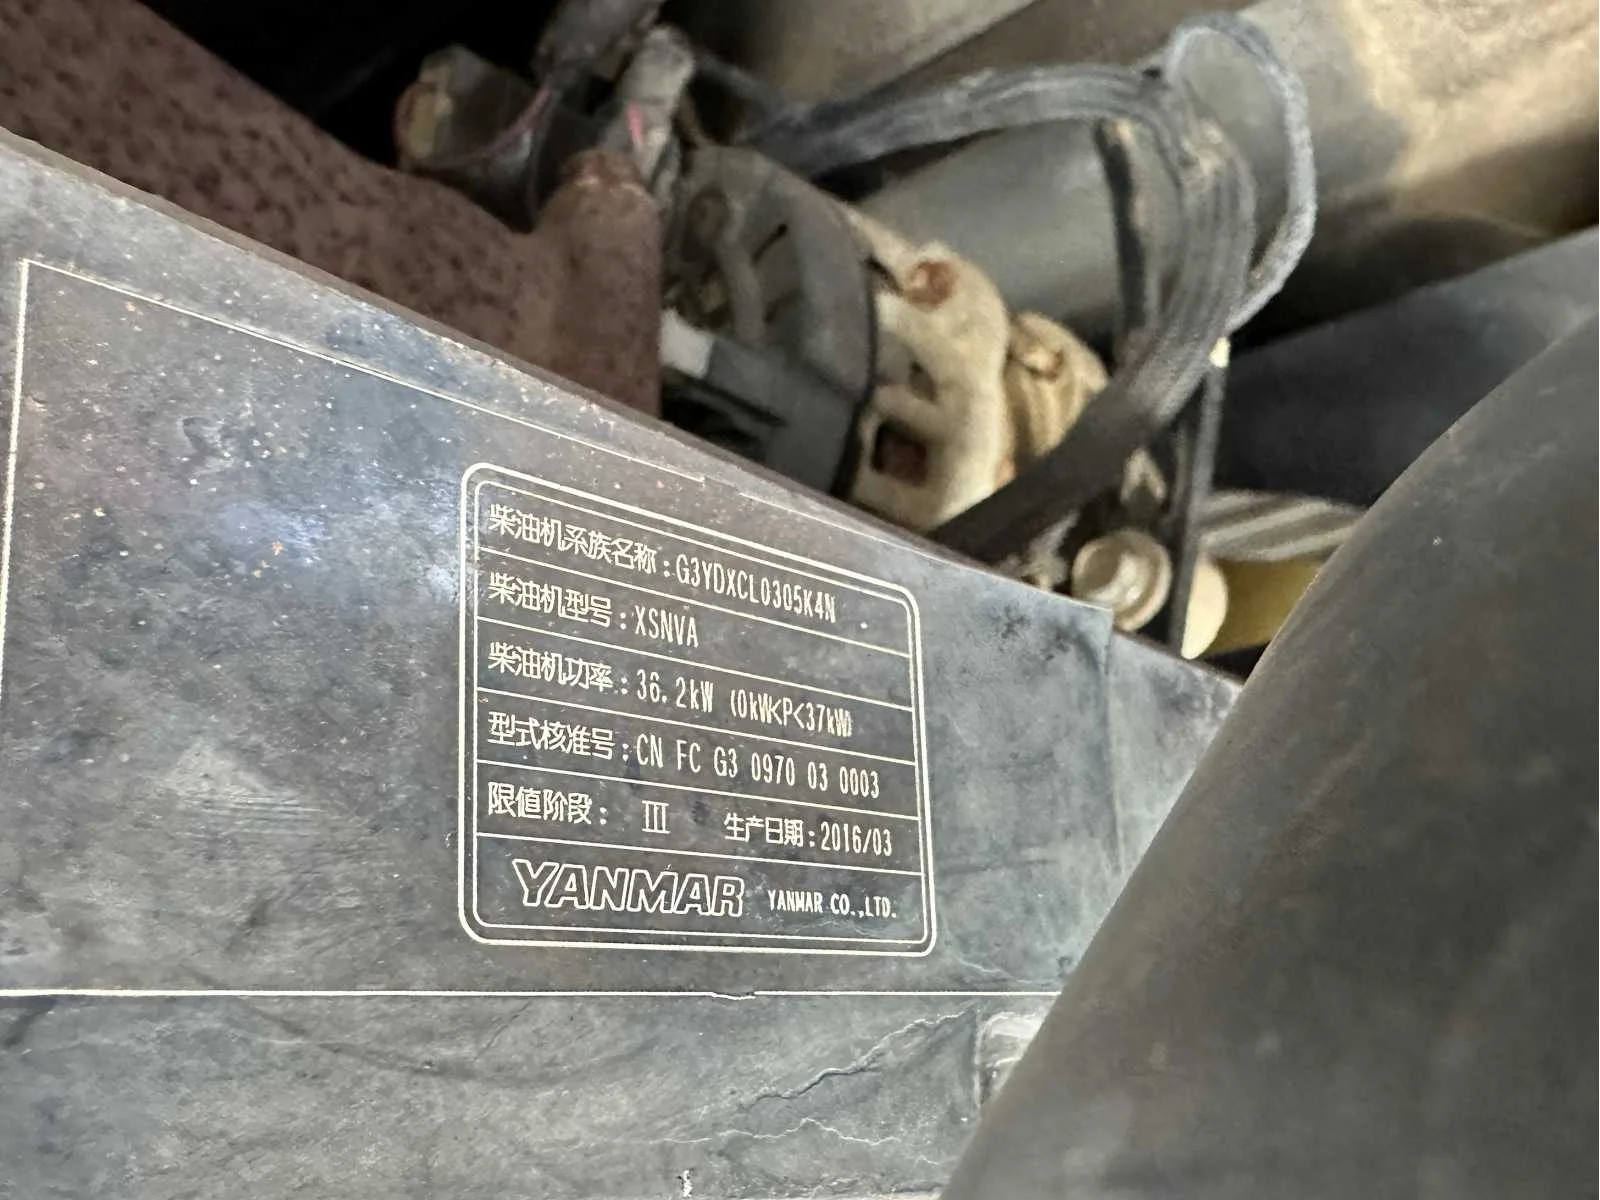 柴油机系族名称：G3YDXCL0305K4N
柴油机型号：XSNVA
柴油机功率：36.2kW (0kW<P<37kW)
型式核准号：CN FC G3 0970 03 0003
限值阶段： III 生产日期：2016/03
YANMAR YANMAR CO.,LTD.